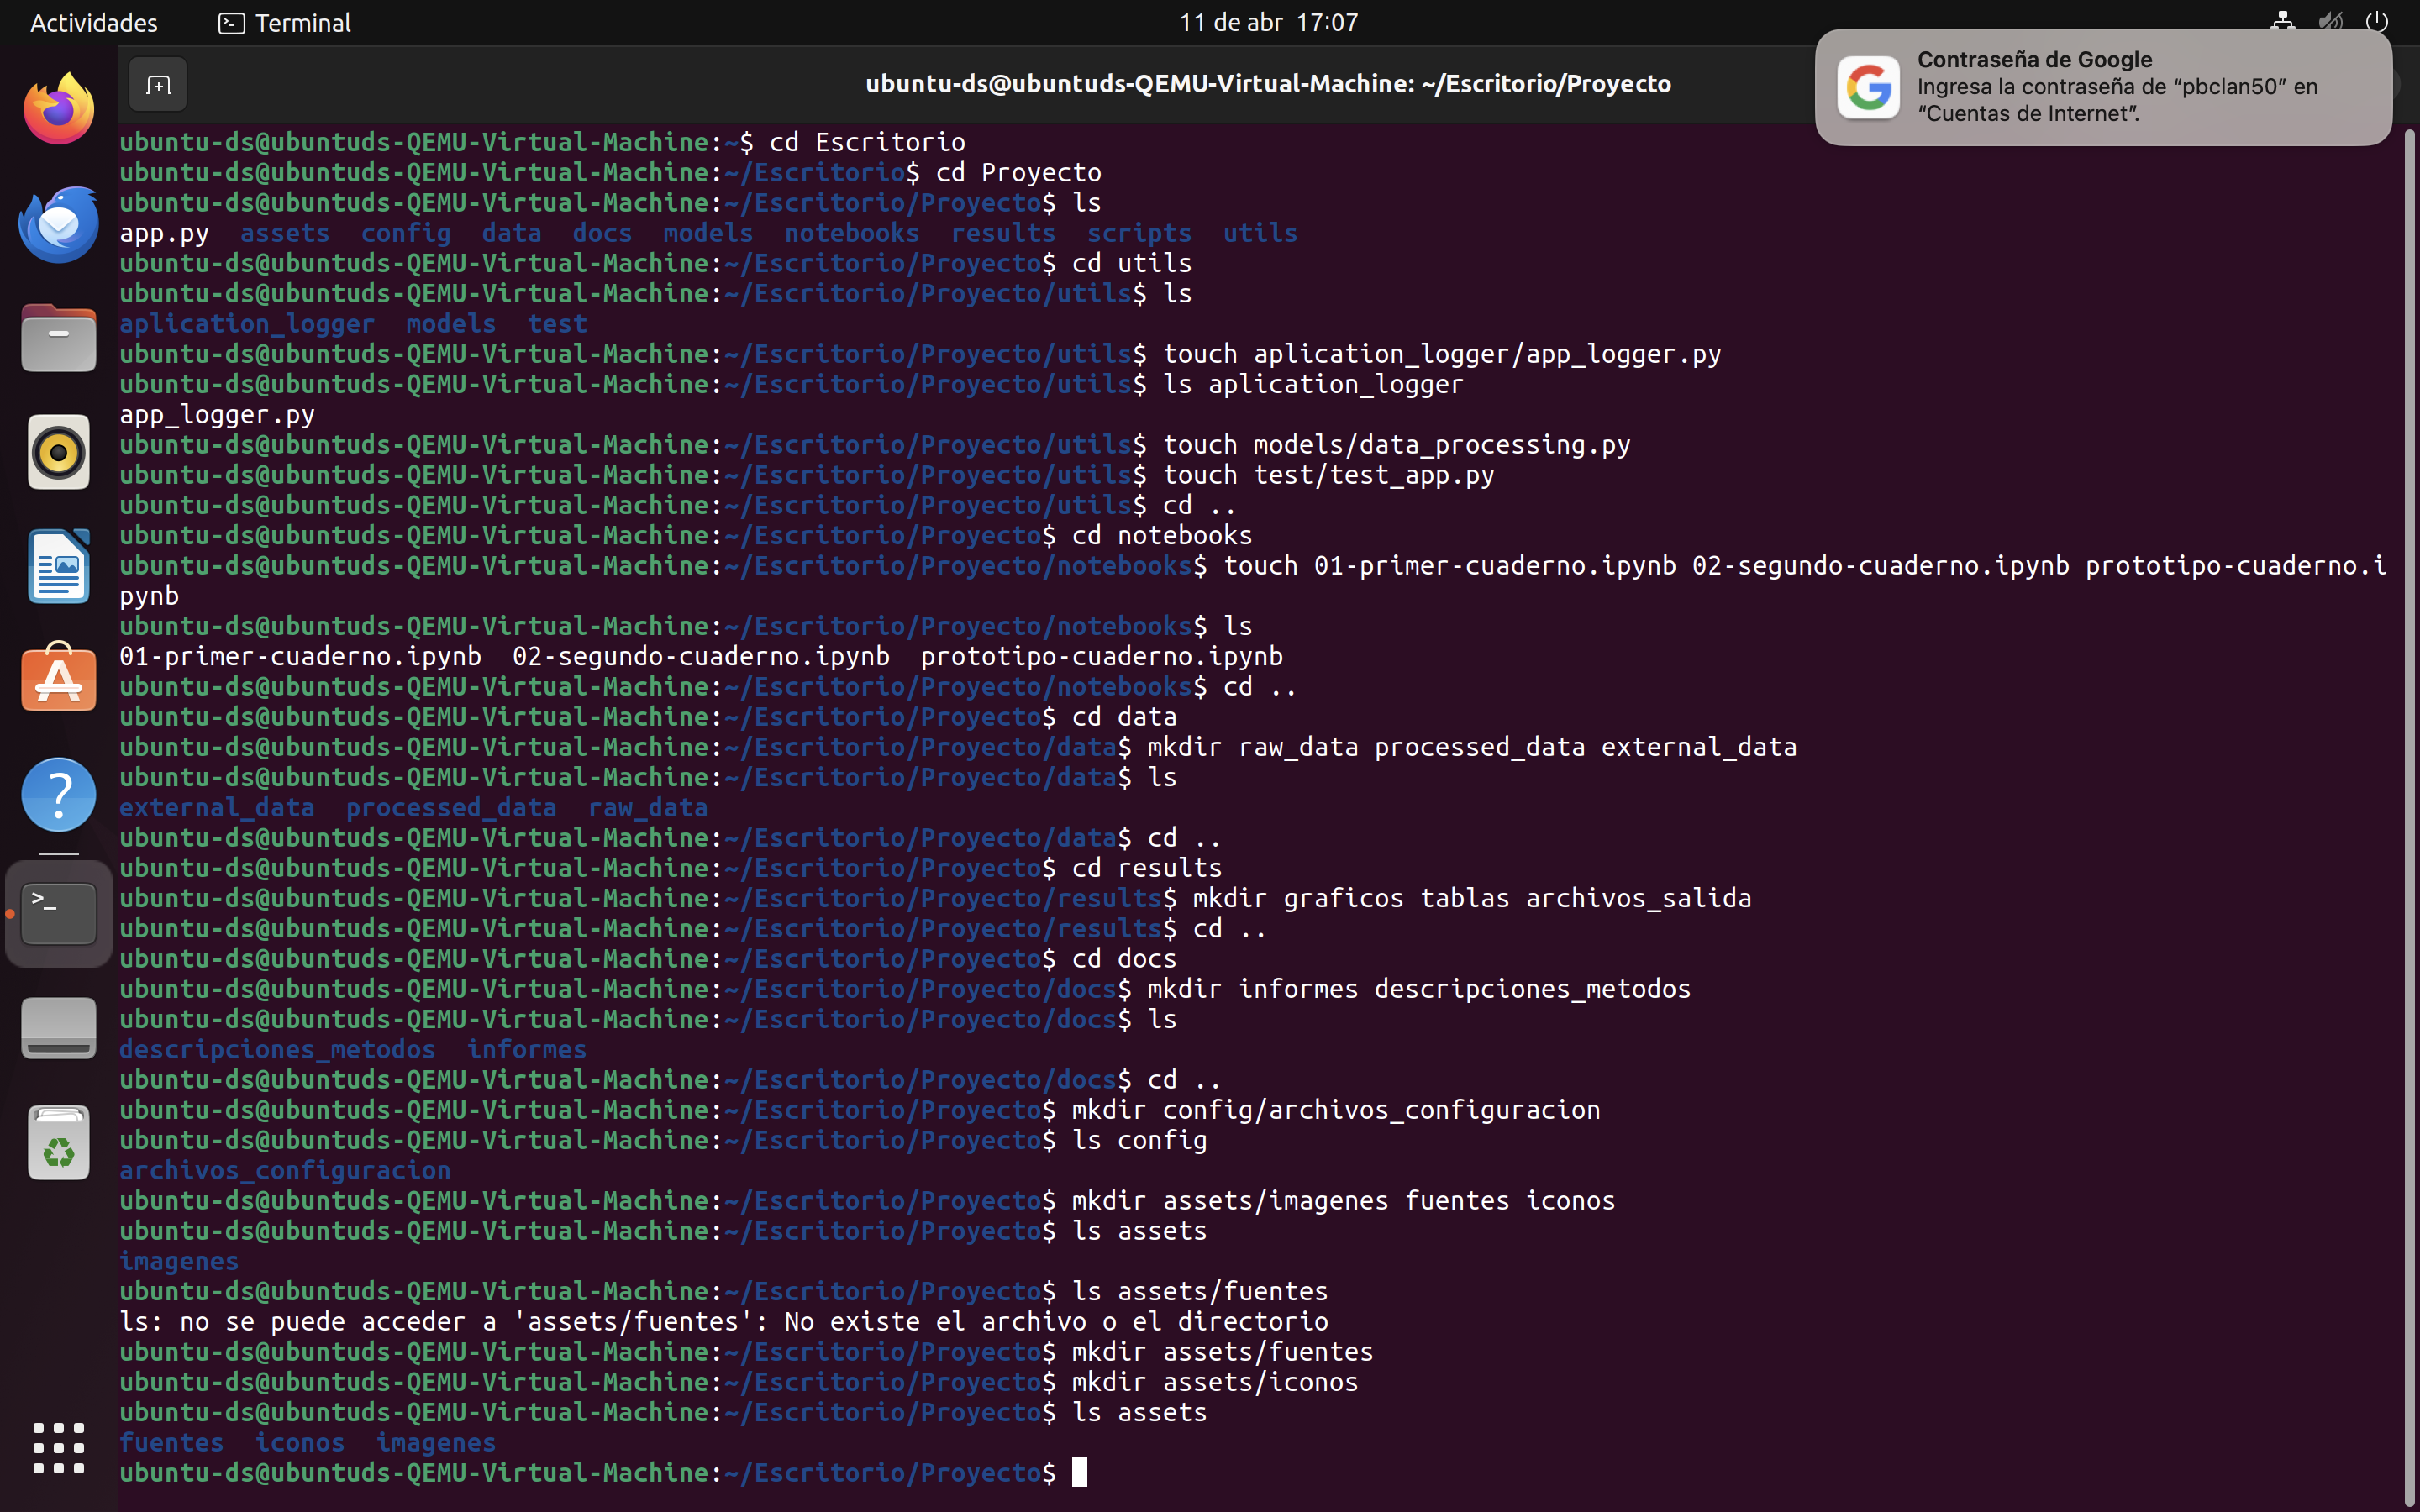 Actividades
Terminal
11 de abr 17:07
ubuntu-ds@ubuntuds-QEMU-Virtual-Machine: ~/Escritorio/Proyecto
Contraseña de Google
Ingresa la contraseña de “pbclan50” en
“Cuentas de Internet”.
ubuntu-ds@ubuntuds-QEMU-Virtual-Machine:~$ cd Escritorio
ubuntu-ds@ubuntuds-QEMU-Virtual-Machine:~/Escritorio$ cd Proyecto
ubuntu-ds@ubuntuds-QEMU-Virtual-Machine:~/Escritorio/Proyecto$ ls
app.py  assets  config  data  docs  models  notebooks  results  scripts  utils
ubuntu-ds@ubuntuds-QEMU-Virtual-Machine:~/Escritorio/Proyecto$ cd utils
ubuntu-ds@ubuntuds-QEMU-Virtual-Machine:~/Escritorio/Proyecto/utils$ ls
aplication_logger  models  test
ubuntu-ds@ubuntuds-QEMU-Virtual-Machine:~/Escritorio/Proyecto/utils$ touch aplication_logger/app_logger.py
ubuntu-ds@ubuntuds-QEMU-Virtual-Machine:~/Escritorio/Proyecto/utils$ ls aplication_logger
app_logger.py
ubuntu-ds@ubuntuds-QEMU-Virtual-Machine:~/Escritorio/Proyecto/utils$ touch models/data_processing.py
ubuntu-ds@ubuntuds-QEMU-Virtual-Machine:~/Escritorio/Proyecto/utils$ touch test/test_app.py
ubuntu-ds@ubuntuds-QEMU-Virtual-Machine:~/Escritorio/Proyecto/utils$ cd ..
ubuntu-ds@ubuntuds-QEMU-Virtual-Machine:~/Escritorio/Proyecto$ cd notebooks
ubuntu-ds@ubuntuds-QEMU-Virtual-Machine:~/Escritorio/Proyecto/notebooks$ touch 01-primer-cuaderno.ipynb 02-segundo-cuaderno.ipynb prototipo-cuaderno.i
pynb
ubuntu-ds@ubuntuds-QEMU-Virtual-Machine:~/Escritorio/Proyecto/notebooks$ ls
01-primer-cuaderno.ipynb  02-segundo-cuaderno.ipynb  prototipo-cuaderno.ipynb
ubuntu-ds@ubuntuds-QEMU-Virtual-Machine:~/Escritorio/Proyecto/notebooks$ cd ..
ubuntu-ds@ubuntuds-QEMU-Virtual-Machine:~/Escritorio/Proyecto$ cd data
ubuntu-ds@ubuntuds-QEMU-Virtual-Machine:~/Escritorio/Proyecto/data$ mkdir raw_data processed_data external_data
ubuntu-ds@ubuntuds-QEMU-Virtual-Machine:~/Escritorio/Proyecto/data$ ls
external_data  processed_data  raw_data
ubuntu-ds@ubuntuds-QEMU-Virtual-Machine:~/Escritorio/Proyecto/data$ cd ..
ubuntu-ds@ubuntuds-QEMU-Virtual-Machine:~/Escritorio/Proyecto$ cd results
ubuntu-ds@ubuntuds-QEMU-Virtual-Machine:~/Escritorio/Proyecto/results$ mkdir graficos tablas archivos_salida
ubuntu-ds@ubuntuds-QEMU-Virtual-Machine:~/Escritorio/Proyecto/results$ cd ..
ubuntu-ds@ubuntuds-QEMU-Virtual-Machine:~/Escritorio/Proyecto$ cd docs
ubuntu-ds@ubuntuds-QEMU-Virtual-Machine:~/Escritorio/Proyecto/docs$ mkdir informes descripciones_metodos
ubuntu-ds@ubuntuds-QEMU-Virtual-Machine:~/Escritorio/Proyecto/docs$ ls
descripciones_metodos  informes
ubuntu-ds@ubuntuds-QEMU-Virtual-Machine:~/Escritorio/Proyecto/docs$ cd ..
ubuntu-ds@ubuntuds-QEMU-Virtual-Machine:~/Escritorio/Proyecto$ mkdir config/archivos_configuracion
ubuntu-ds@ubuntuds-QEMU-Virtual-Machine:~/Escritorio/Proyecto$ ls config
archivos_configuracion
ubuntu-ds@ubuntuds-QEMU-Virtual-Machine:~/Escritorio/Proyecto$ mkdir assets/imagenes fuentes iconos
ubuntu-ds@ubuntuds-QEMU-Virtual-Machine:~/Escritorio/Proyecto$ ls assets
imagenes
ubuntu-ds@ubuntuds-QEMU-Virtual-Machine:~/Escritorio/Proyecto$ ls assets/fuentes
ls: no se puede acceder a 'assets/fuentes': No existe el archivo o el directorio
ubuntu-ds@ubuntuds-QEMU-Virtual-Machine:~/Escritorio/Proyecto$ mkdir assets/fuentes
ubuntu-ds@ubuntuds-QEMU-Virtual-Machine:~/Escritorio/Proyecto$ mkdir assets/iconos
ubuntu-ds@ubuntuds-QEMU-Virtual-Machine:~/Escritorio/Proyecto$ ls assets
fuentes  iconos  imagenes
ubuntu-ds@ubuntuds-QEMU-Virtual-Machine:~/Escritorio/Proyecto$